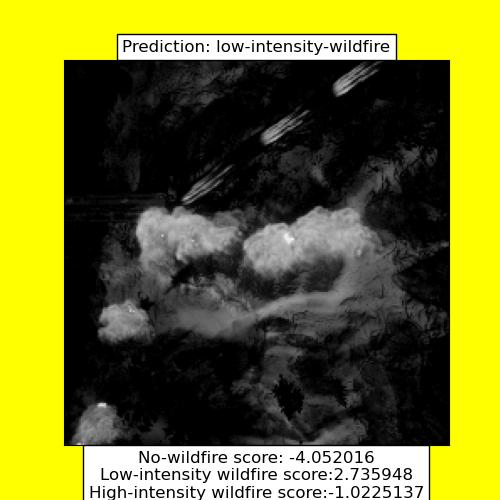 Prediction: low-intensity-wildfire
No-wildfire score: -4.052016
Low-intensity wildfire score:2.735948
High-intensity wildfire score:-1.0225137